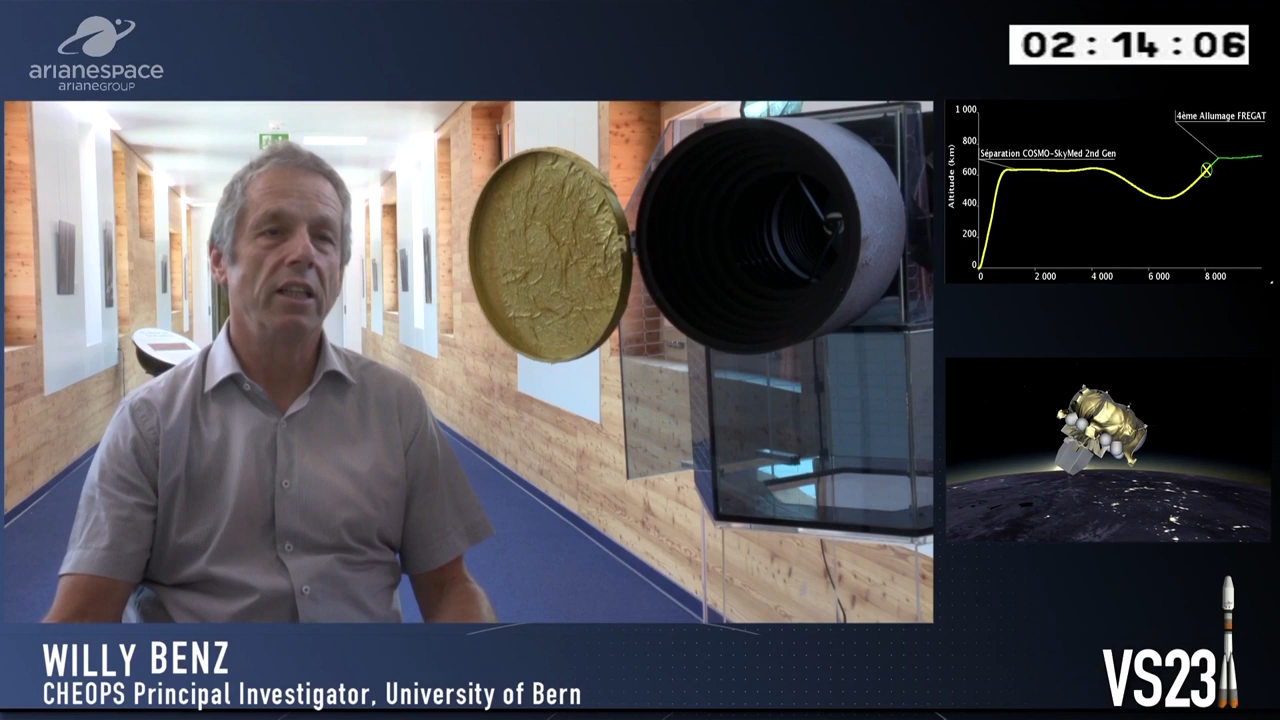 arianespace
arianeGROUP
02:14:06
1 000
4ème Allumage FREGAT
800
Séparation COSMO-SkyMed 2nd Gen
600
400
200
0
Altitude (km)
0
2 000
4 000
6 000
8 000
WILLY BENZ
CHEOPS Principal Investigator, University of Bern
VS23